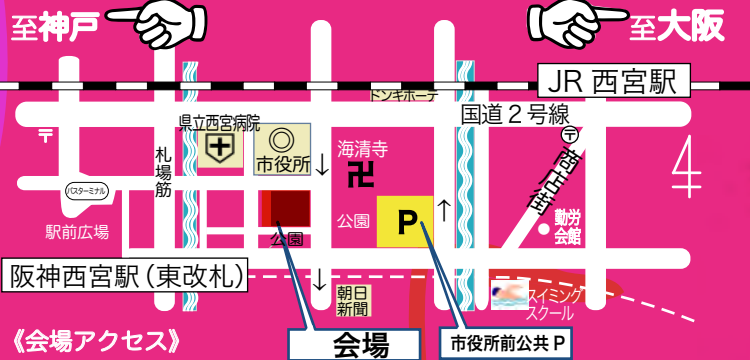 至神戸
至大阪
JR 西宮駅
ドンキホーテ
国道2号線
県立西宮病院
市役所
札場筋
海清寺
卍
〒
〒
商店街
バスターミナル
駅前広場
公園
公園
P
勤労
会館
阪神西宮駅(東改札)
朝日
新聞
スイミング
スクール
《会場アクセス》
会場
市役所前公共P